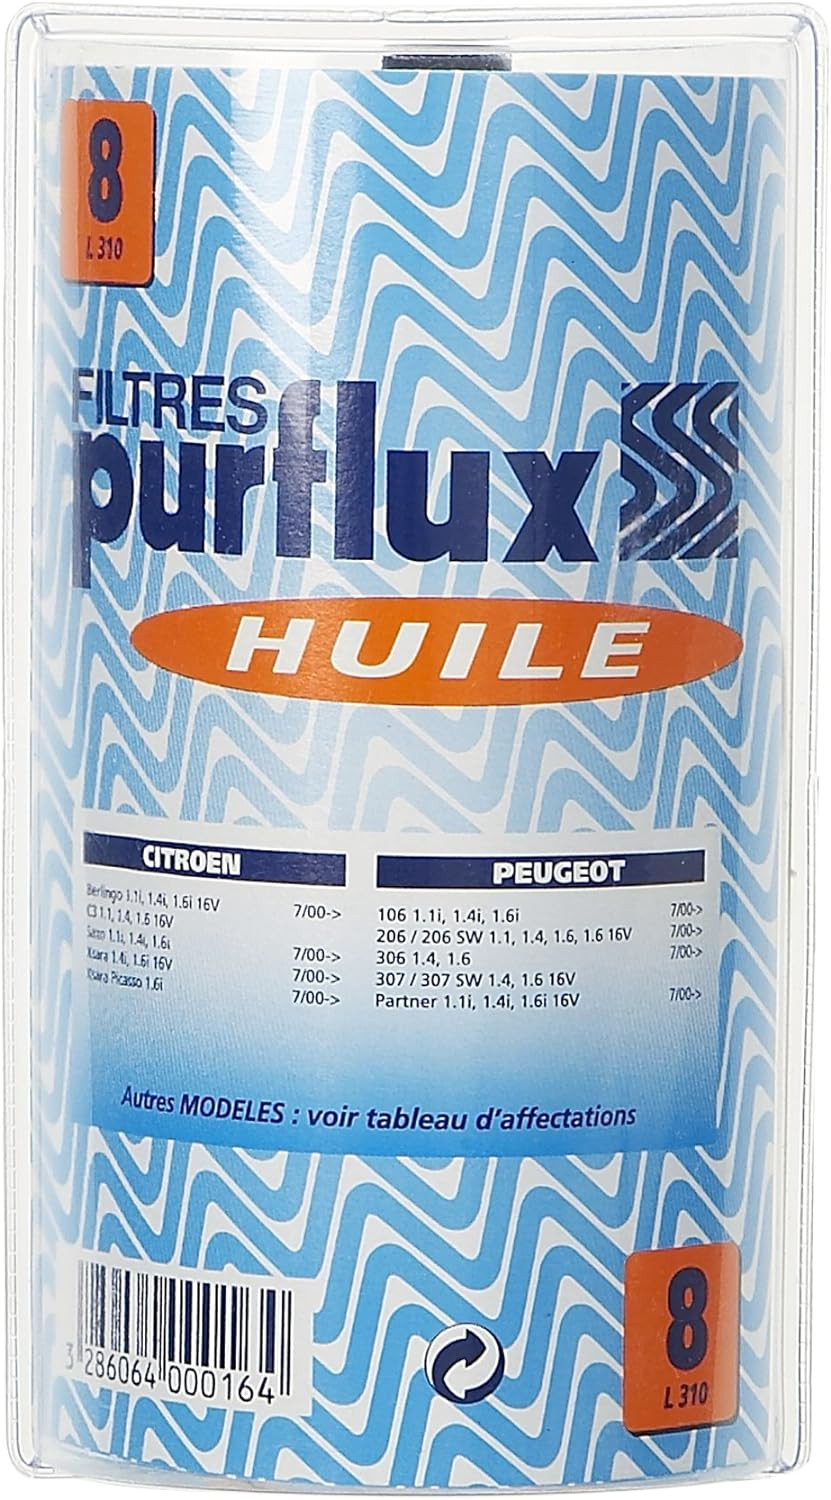 8
L 310
FILTRES
purflux
HUILE
CITROEN
Berlingo 1.1i, 1.4i, 1.6i 16V 7/00->
C3 1.1, 1.4, 1.6 16V
Saxo 1.1i, 1.4i, 1.6i 7/00->
Xsara 1.4i, 1.6i 16V 7/00->
Xsara Picasso 1.6i 7/00->
PEUGEOT
106 1.1i, 1.4i, 1.6i 7/00->
206 / 206 SW 1.1, 1.4, 1.6, 1.6 16V 7/00->
306 1.4, 1.6 7/00->
307 / 307 SW 1.4, 1.6 16V
Partner 1.1i, 1.4i, 1.6i 16V 7/00->
Autres MODELES : voir tableau d'affectations
3 286064 000164
8
L 310